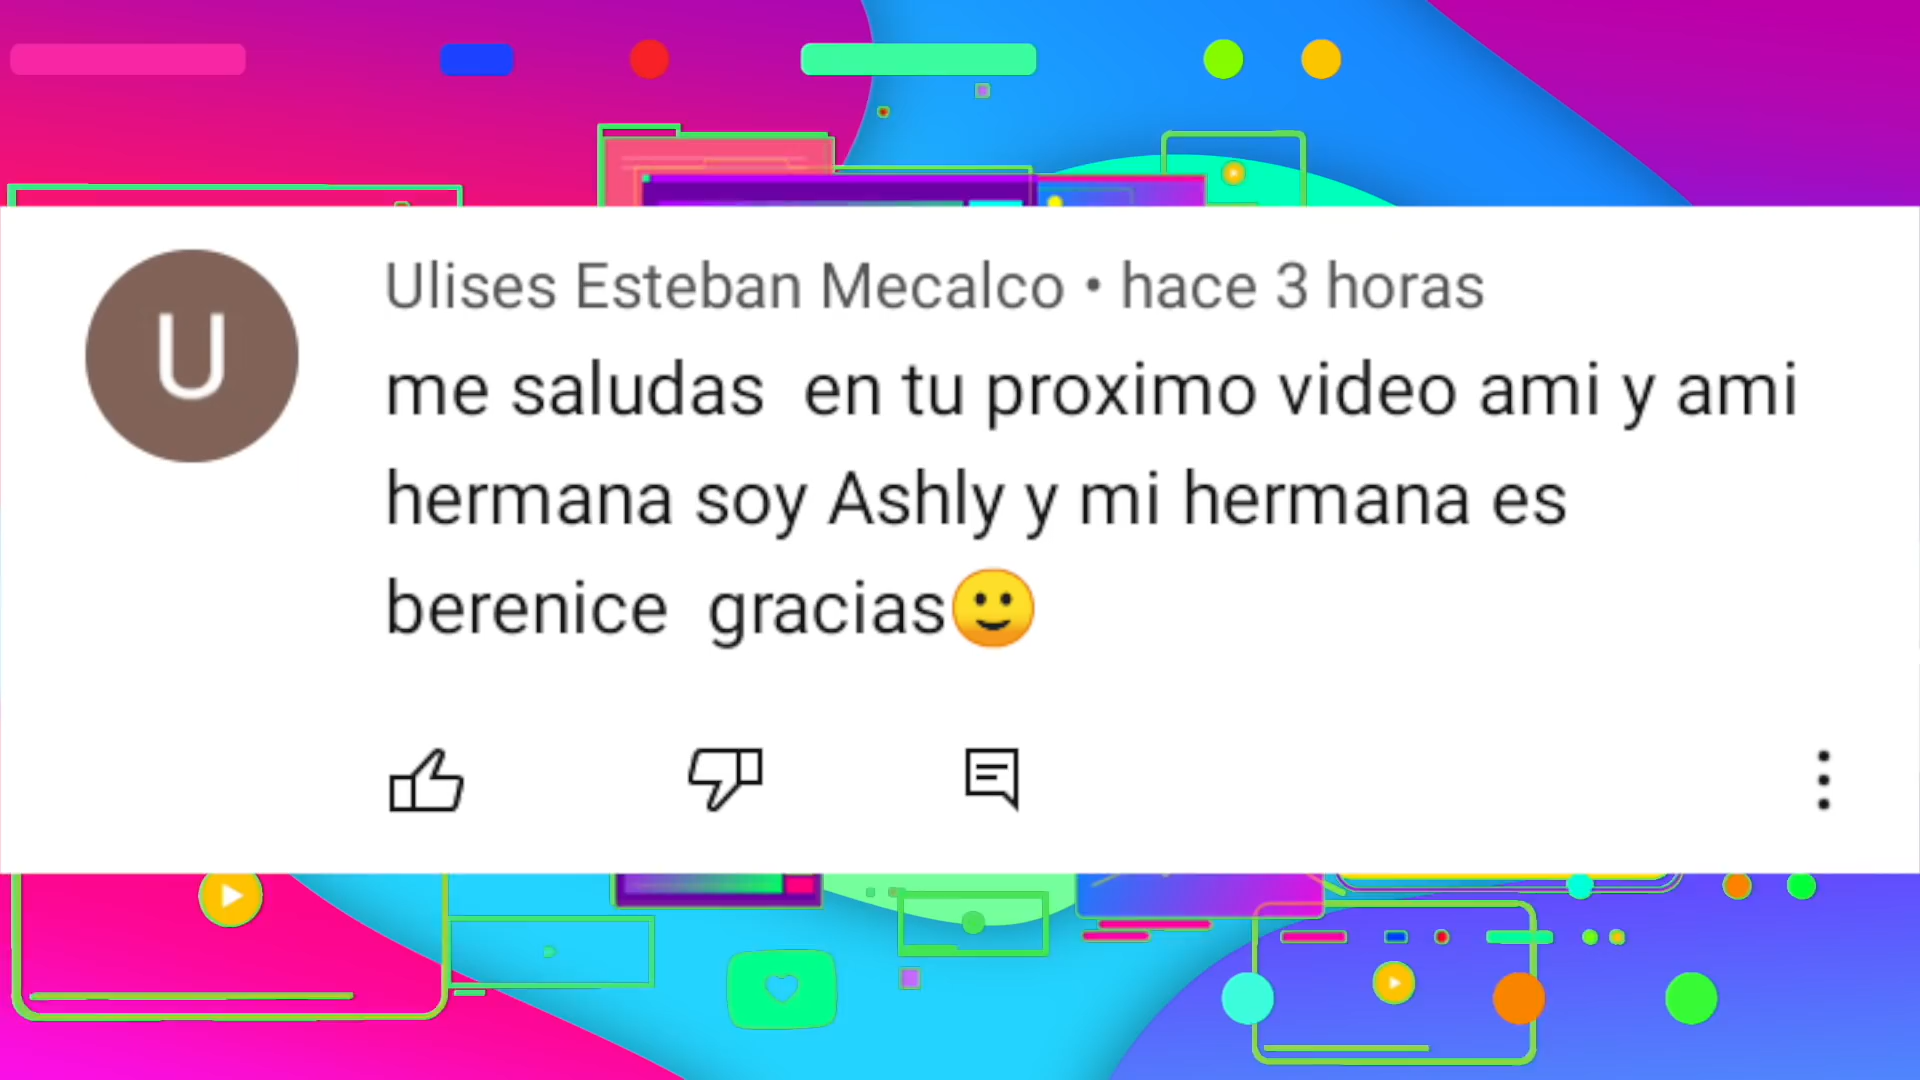 U
Ulises Esteban Mecalco • hace 3 horas
me saludas en tu proximo video ami y ami
hermana soy Ashly y mi hermana es
berenice gracias🙂